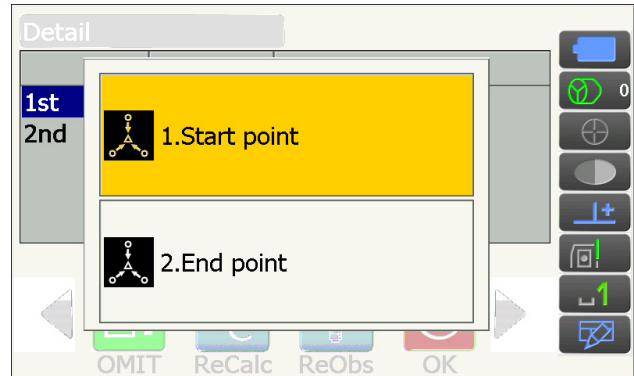 Detail
0
1st
1.Start point
2nd
2.End point
1
OMIT ReCalc ReObs OK